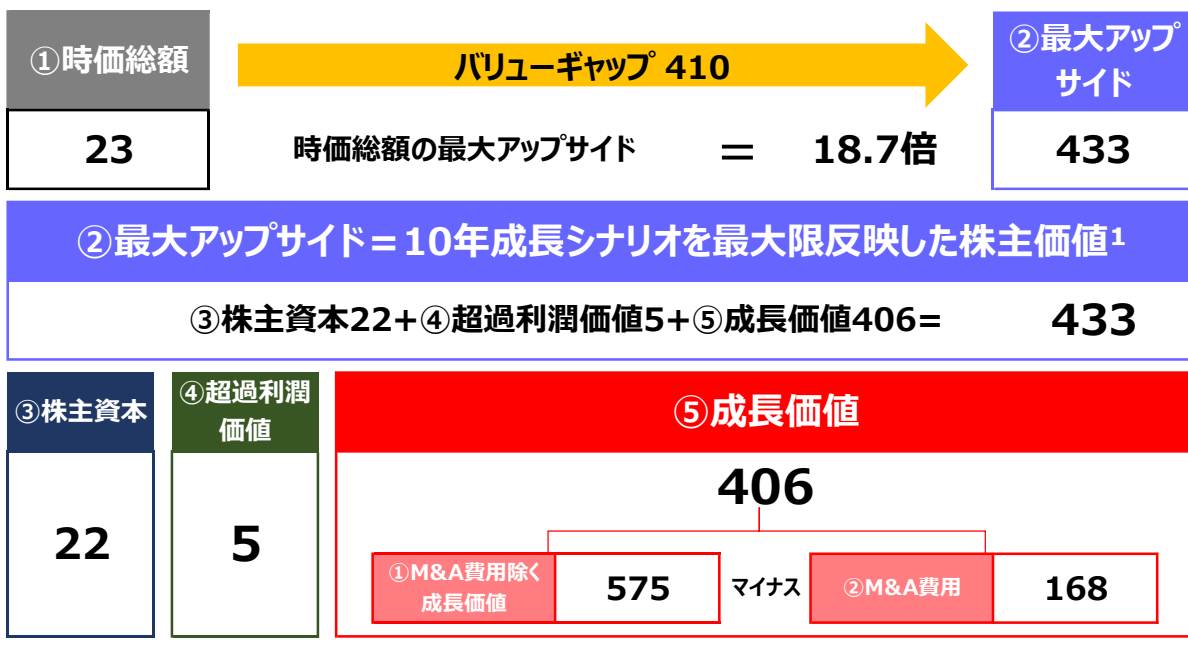 ①時価総額
バリューギャップ 410
②最大アップ
サイド
23
時価総額の最大アップサイド ＝ 18.7倍
433
②最大アップサイド＝10年成長シナリオを最大限反映した株主価値1
③株主資本22+④超過利潤価値5+⑤成長価値406= 433
③株主資本
④超過利潤
価値
⑤成長価値
22
5
406
①M&A費用除く
成長価値
575
マイナス
②M&A費用
168